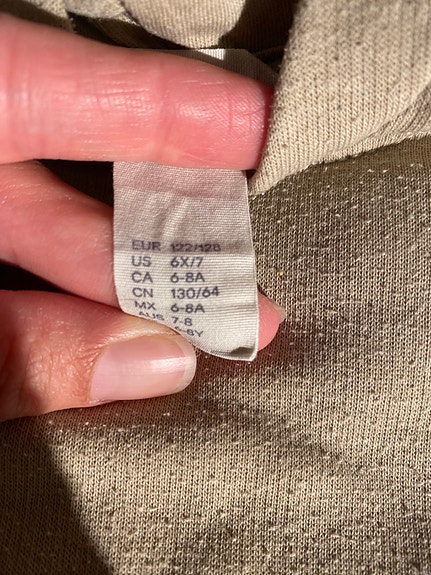 EUR 122/128
US 6X/7
CA 6-8A
CN 130/64
MX 6-8A
AUS 7-8